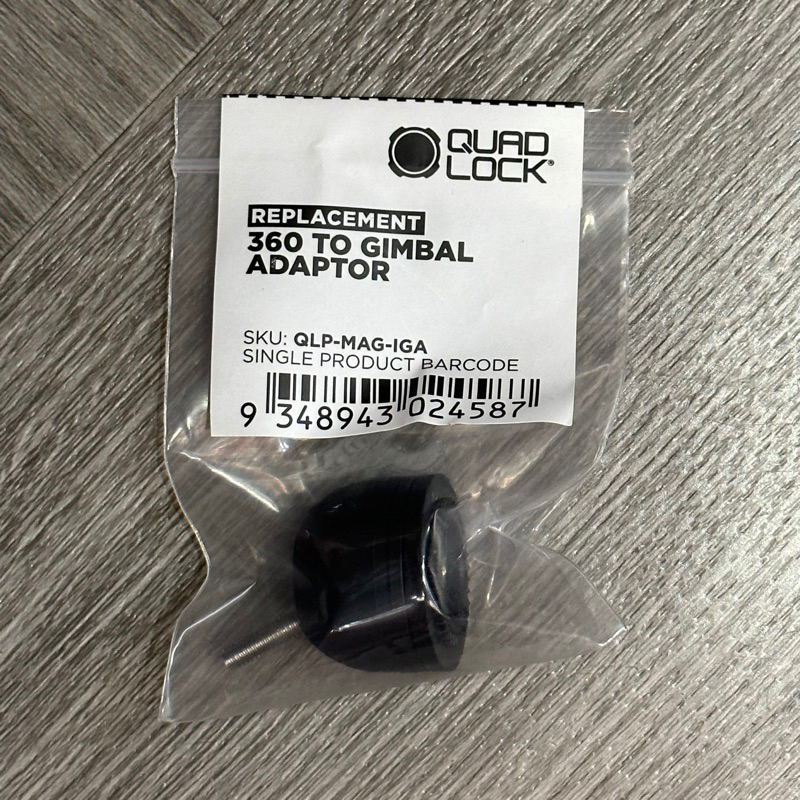 QUAD
LOCK®
REPLACEMENT
360 TO GIMBAL
ADAPTOR
SKU: QLP-MAG-IGA
SINGLE PRODUCT BARCODE
9 348943 024587